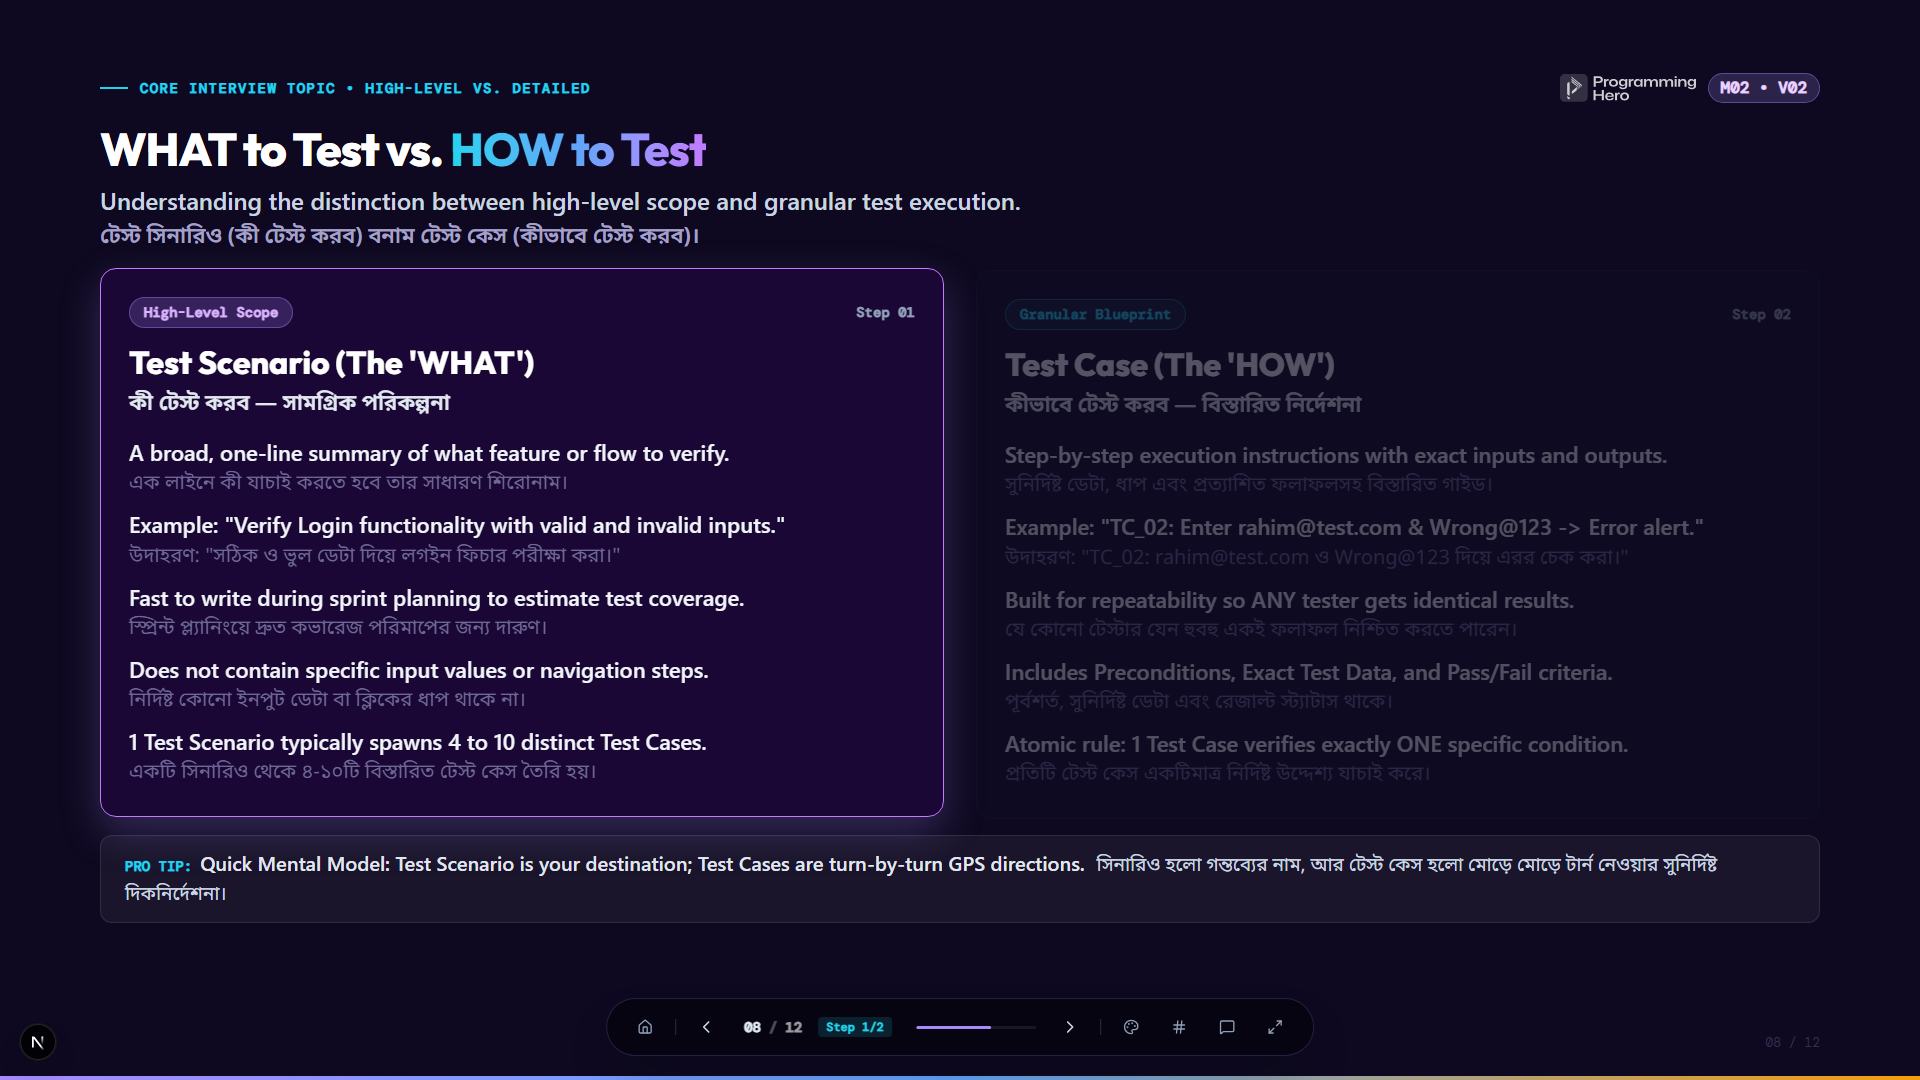 CORE INTERVIEW TOPIC • HIGH-LEVEL VS. DETAILED
Programming
Hero
M02 • V02
WHAT to Test vs. HOW to Test
Understanding the distinction between high-level scope and granular test execution.
টেস্ট সিনারিও (কী টেস্ট করব) বনাম টেস্ট কেস (কীভাবে টেস্ট করব)।
High-Level Scope
Step 01
Test Scenario (The 'WHAT')
কী টেস্ট করব — সামগ্রিক পরিকল্পনা
A broad, one-line summary of what feature or flow to verify.
এক লাইনে কী যাচাই করতে হবে তার সাধারণ শিরোনাম।
Example: "Verify Login functionality with valid and invalid inputs."
উদাহরণ: "সঠিক ও ভুল ডেটা দিয়ে লগইন ফিচার পরীক্ষা করা।"
Fast to write during sprint planning to estimate test coverage.
স্প্রিন্ট প্ল্যানিংয়ে দ্রুত কভারেজ পরিমাপের জন্য দারুণ।
Does not contain specific input values or navigation steps.
নির্দিষ্ট কোনো ইনপুট ডেটা বা ক্লিকের ধাপ থাকে না।
1 Test Scenario typically spawns 4 to 10 distinct Test Cases.
একটি সিনারিও থেকে ৪-১০টি বিস্তারিত টেস্ট কেস তৈরি হয়।
Granular Blueprint
Step 02
Test Case (The 'HOW')
কীভাবে টেস্ট করব — বিস্তারিত নির্দেশনা
Step-by-step execution instructions with exact inputs and outputs.
সুনির্দিষ্ট ডেটা, ধাপ এবং প্রত্যাশিত ফলাফলসহ বিস্তারিত গাইড।
Example: "TC_02: Enter rahim@test.com & Wrong@123 -> Error alert."
উদাহরণ: "TC_02: rahim@test.com ও Wrong@123 দিয়ে এরর চেক করা।"
Built for repeatability so ANY tester gets identical results.
যে কোনো টেস্টার যেন হুবহু একই ফলাফল নিশ্চিত করতে পারেন।
Includes Preconditions, Exact Test Data, and Pass/Fail criteria.
পূর্বশর্ত, সুনির্দিষ্ট ডেটা এবং রেজাল্ট স্ট্যাটাস থাকে।
Atomic rule: 1 Test Case verifies exactly ONE specific condition.
প্রতিটি টেস্ট কেস একটিমাত্র নির্দিষ্ট উদ্দেশ্য যাচাই করে।
PRO TIP: Quick Mental Model: Test Scenario is your destination; Test Cases are turn-by-turn GPS directions. সিনারিও হলো গন্তব্যের নাম, আর টেস্ট কেস হলো মোড়ে মোড়ে টার্ন নেওয়ার সুনির্দিষ্ট
দিকনির্দেশনা।
N
08 / 12
Step 1/2
08 / 12